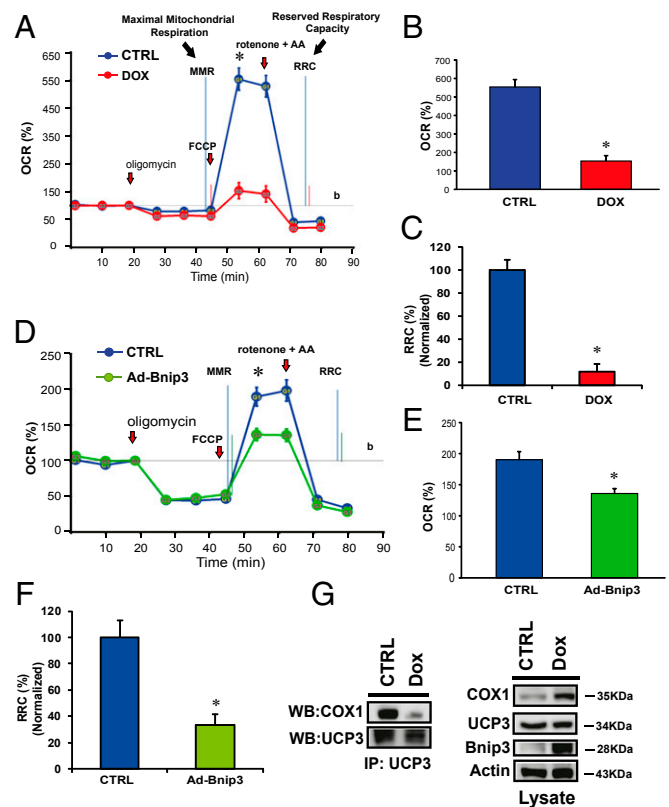 A
Maximal Mitrochondrial
Respiration
Reserved Respiratory
Capacity
CTRL
DOX
MMR
*
rotenone + AA
RRC
oligomycin
FCCP
b
OCR (%)
650
550
450
350
250
150
100
50
0
0 10 20 30 40 50 60 70 80 90
Time (min)
B
OCR (%)
700
600
500
400
300
200
100
0
*
CTRL DOX
C
RRC (%)
(Normalized)
120
100
80
60
40
20
0
*
CTRL DOX
D
CTRL
Ad-Bnip3
rotenone + AA
MMR
*
RRC
oligomycin
FCCP
b
OCR (%)
250
200
150
100
50
0
0 10 20 30 40 50 60 70 80 90
Time (min)
E
OCR (%)
250
200
150
100
50
0
*
CTRL Ad-Bnip3
F
RRC (%)
(Normalized)
120
100
80
60
40
20
0
*
CTRL Ad-Bnip3
G
CTRL
Dox
WB:COX1
WB:UCP3
IP: UCP3
CTRL
Dox
COX1 35KDa
UCP3 34KDa
Bnip3 28KDa
Actin 43KDa
Lysate